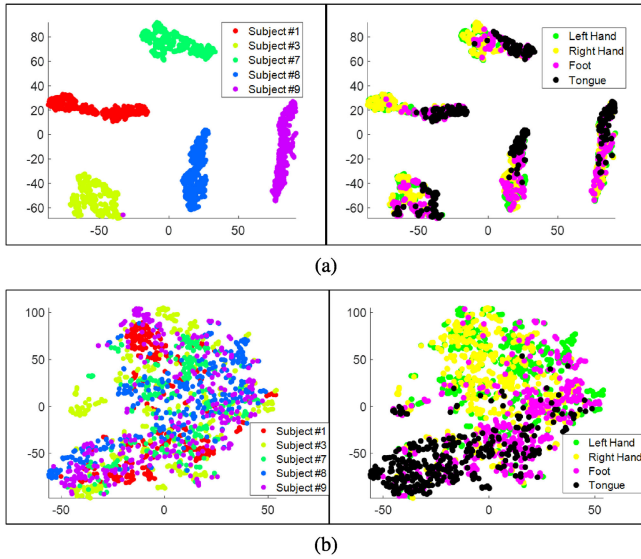 80
60
40
20
0
-20
-40
-60
-50
0
50
Subject #1
Subject #3
Subject #7
Subject #8
Subject #9
80
60
40
20
0
-20
-40
-60
-50
0
50
Left Hand
Right Hand
Foot
Tongue
(a)
100
50
0
-50
-50
0
50
Subject #1
Subject #3
Subject #7
Subject #8
Subject #9
100
50
0
-50
-50
0
50
Left Hand
Right Hand
Foot
Tongue
(b)